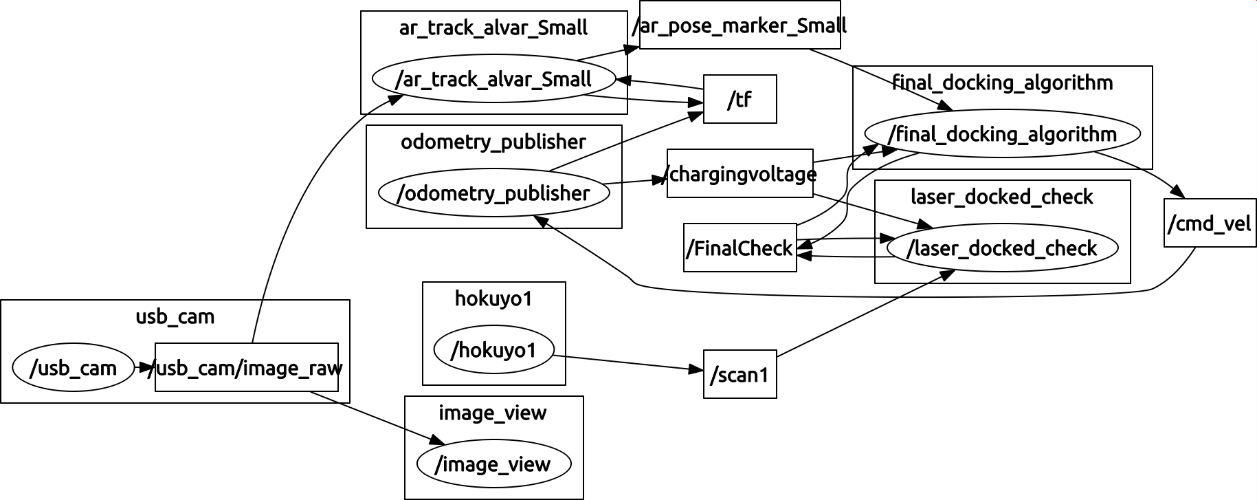 ar_track_alvar_Small
/ar_track_alvar_Small
/ar_pose_marker_Small
/tf
final_docking_algorithm
/final_docking_algorithm
odometry_publisher
/odometry_publisher
/chargingvoltage
laser_docked_check
/laser_docked_check
/FinalCheck
/cmd_vel
usb_cam
/usb_cam
/usb_cam/image_raw
hokuyo1
/hokuyo1
/scan1
image_view
/image_view